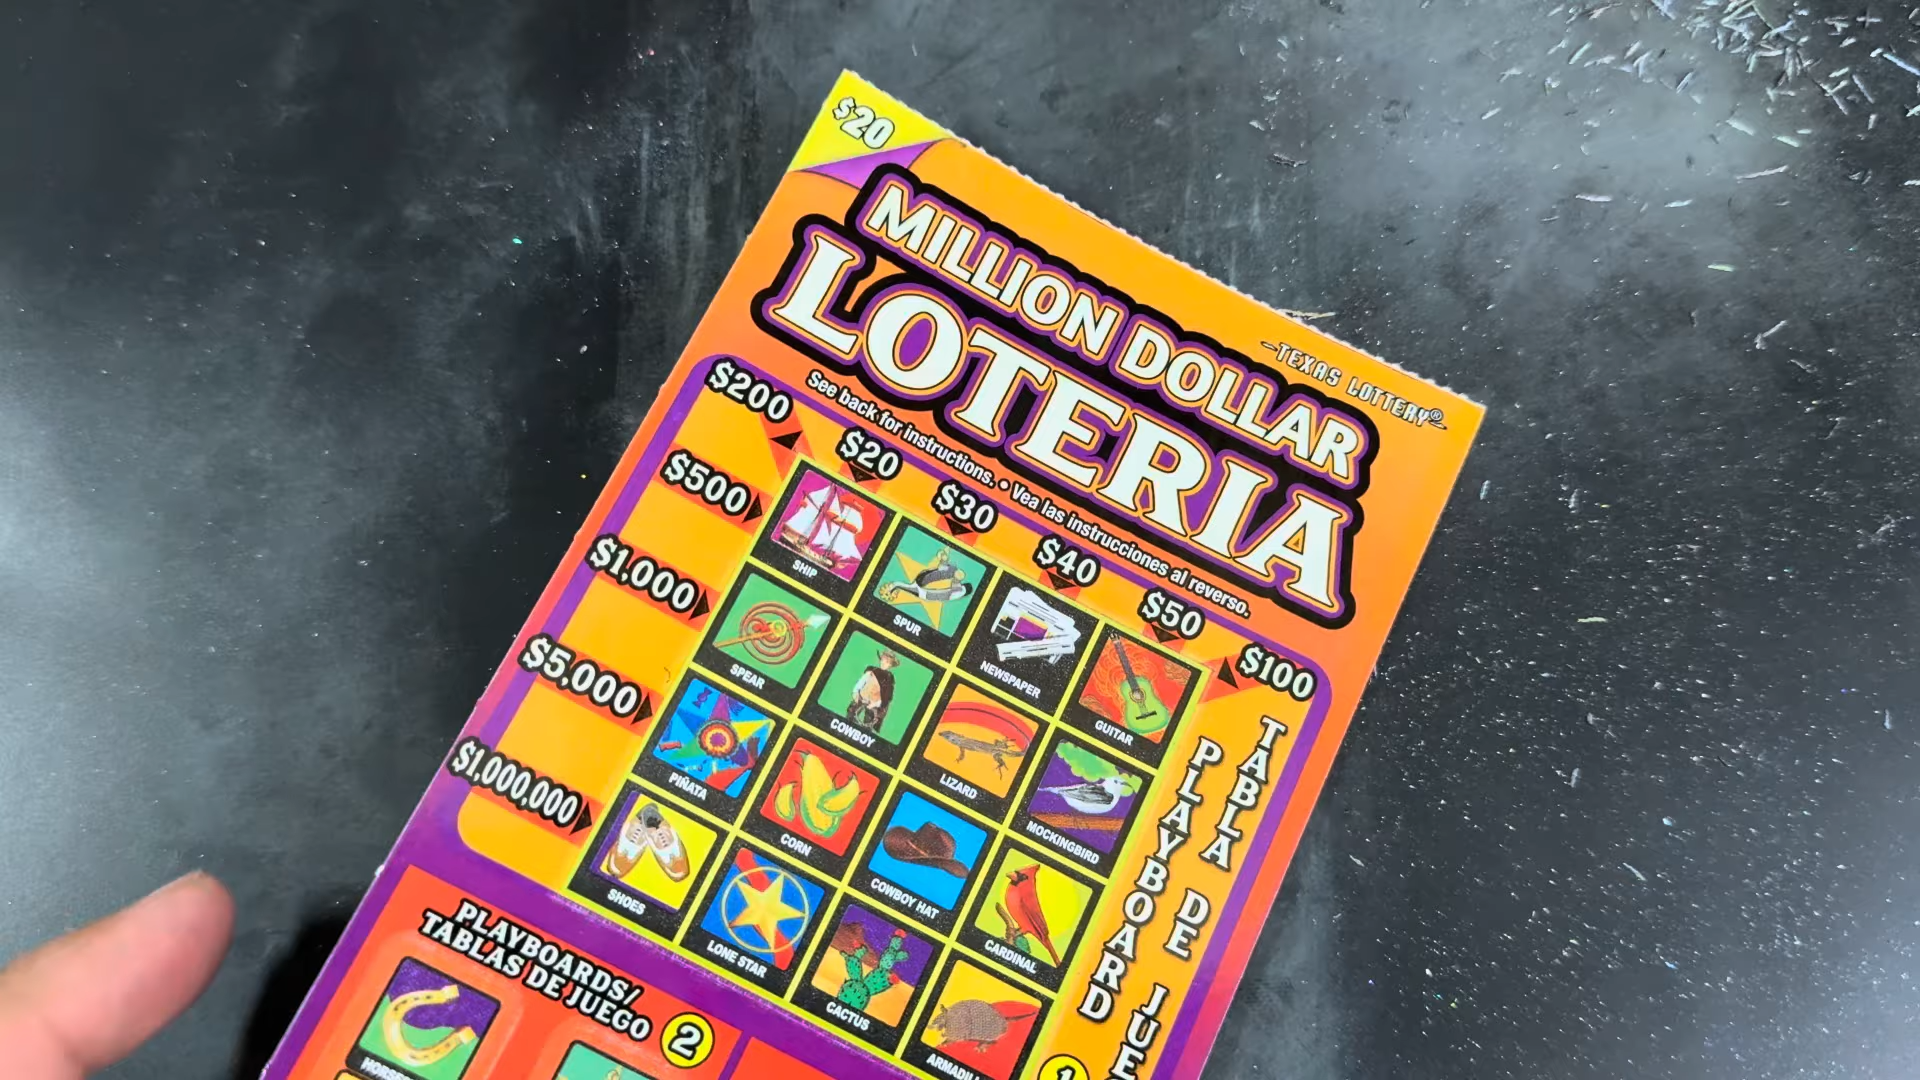 $20
MILLION DOLLAR
LOTERIA
TEXAS LOTTERY®
See back for instructions. • Vea las instrucciones al reverso.
$200
$20
$30
$40
$50
$100
$500
$1,000
$5,000
$1,000,000
SHIP
SPUR
NEWSPAPER
GUITAR
SPEAR
COWBOY
LIZARD
MOCKINGBIRD
PIÑATA
CORN
COWBOY HAT
CARDINAL
SHOES
LONE STAR
CACTUS
TABLA DE
PLAYBOARD
1
PLAYBOARDS/
TABLAS DE JUEGO
2